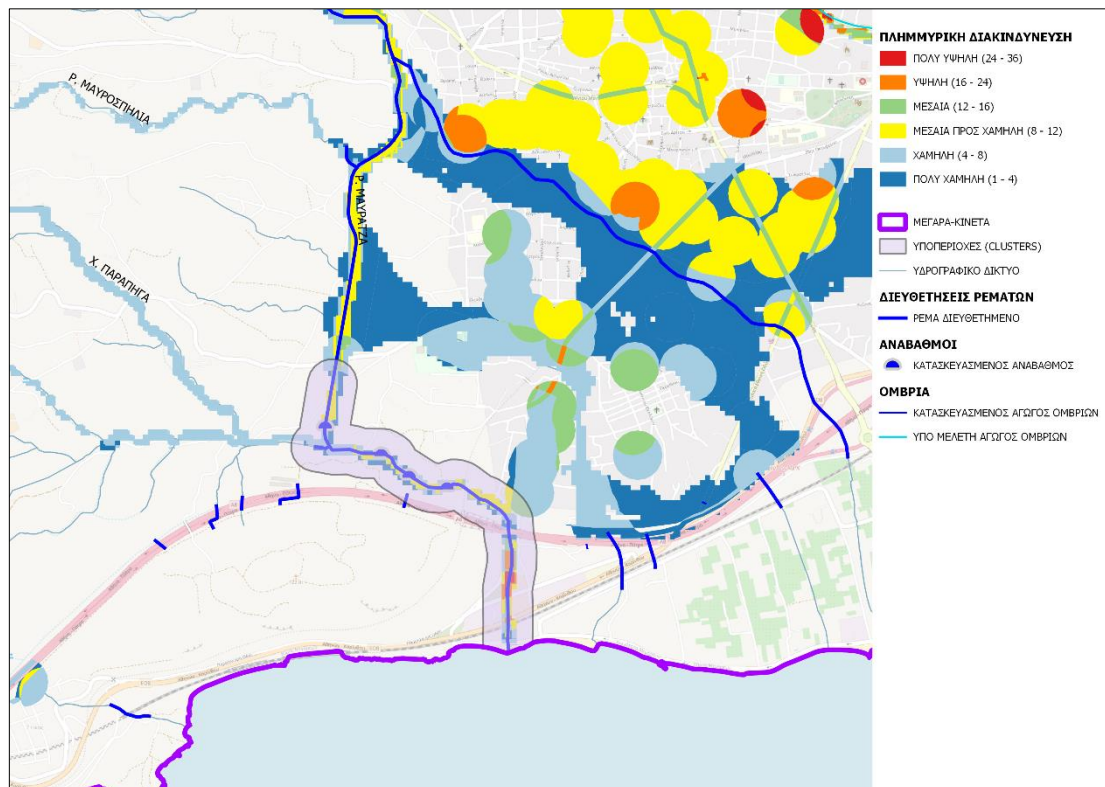 Ρ. ΜΑΥΡΟΣΠΗΛΙΑ
Ρ. ΜΑΥΡΑΤΖΑ
Χ. ΠΑΡΑΠΗΓΑ
ΠΛΗΜΜΥΡΙΚΗ ΔΙΑΚΙΝΔΥΝΕΥΣΗ
ΠΟΛΥ ΥΨΗΛΗ (24 - 36)
ΥΨΗΛΗ (16 - 24)
ΜΕΣΑΙΑ (12 - 16)
ΜΕΣΑΙΑ ΠΡΟΣ ΧΑΜΗΛΗ (8 - 12)
ΧΑΜΗΛΗ (4 - 8)
ΠΟΛΥ ΧΑΜΗΛΗ (1 - 4)
ΜΕΓΑΡΑ-ΚΙΝΕΤΑ
ΥΠΟΠΕΡΙΟΧΕΣ (CLUSTERS)
ΥΔΡΟΓΡΑΦΙΚΟ ΔΙΚΤΥΟ
ΔΙΕΥΘΕΤΗΣΕΙΣ ΡΕΜΑΤΩΝ
ΡΕΜΑ ΔΙΕΥΘΕΤΗΜΕΝΟ
ΑΝΑΒΑΘΜΟΙ
ΚΑΤΑΣΚΕΥΑΣΜΕΝΟΣ ΑΝΑΒΑΘΜΟΣ
ΟΜΒΡΙΑ
ΚΑΤΑΣΚΕΥΑΣΜΕΝΟΣ ΑΓΩΓΟΣ ΟΜΒΡΙΩΝ
ΥΠΟ ΜΕΛΕΤΗ ΑΓΩΓΟΣ ΟΜΒΡΙΩΝ